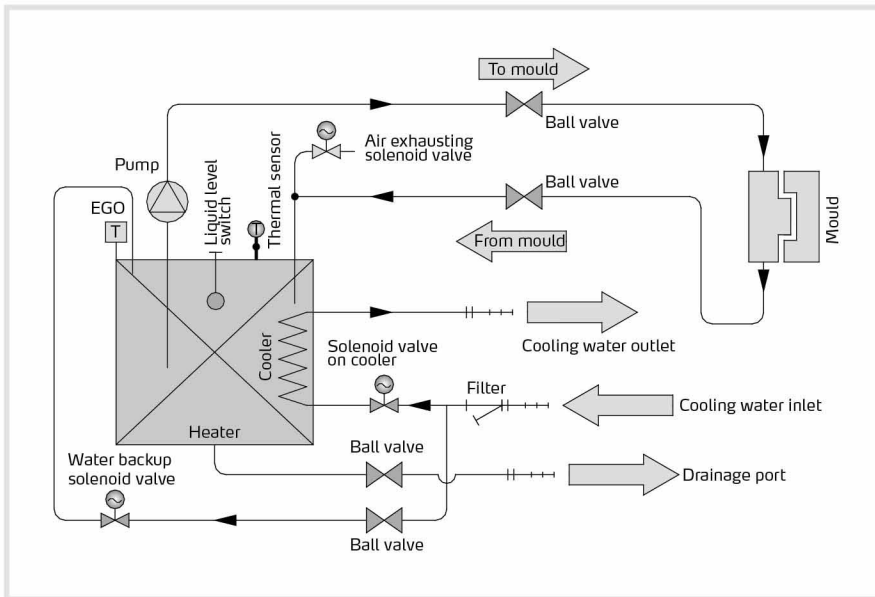 To mould
Ball valve
Air exhausting
solenoid valve
Pump
Liquid level
switch
Thermal sensor
Ball valve
EGO
T
T
From mould
Mould
Cooling water outlet
Solenoid valve
on cooler
Cooler
Filter
Cooling water inlet
Heater
Ball valve
Water backup
solenoid valve
Drainage port
Ball valve